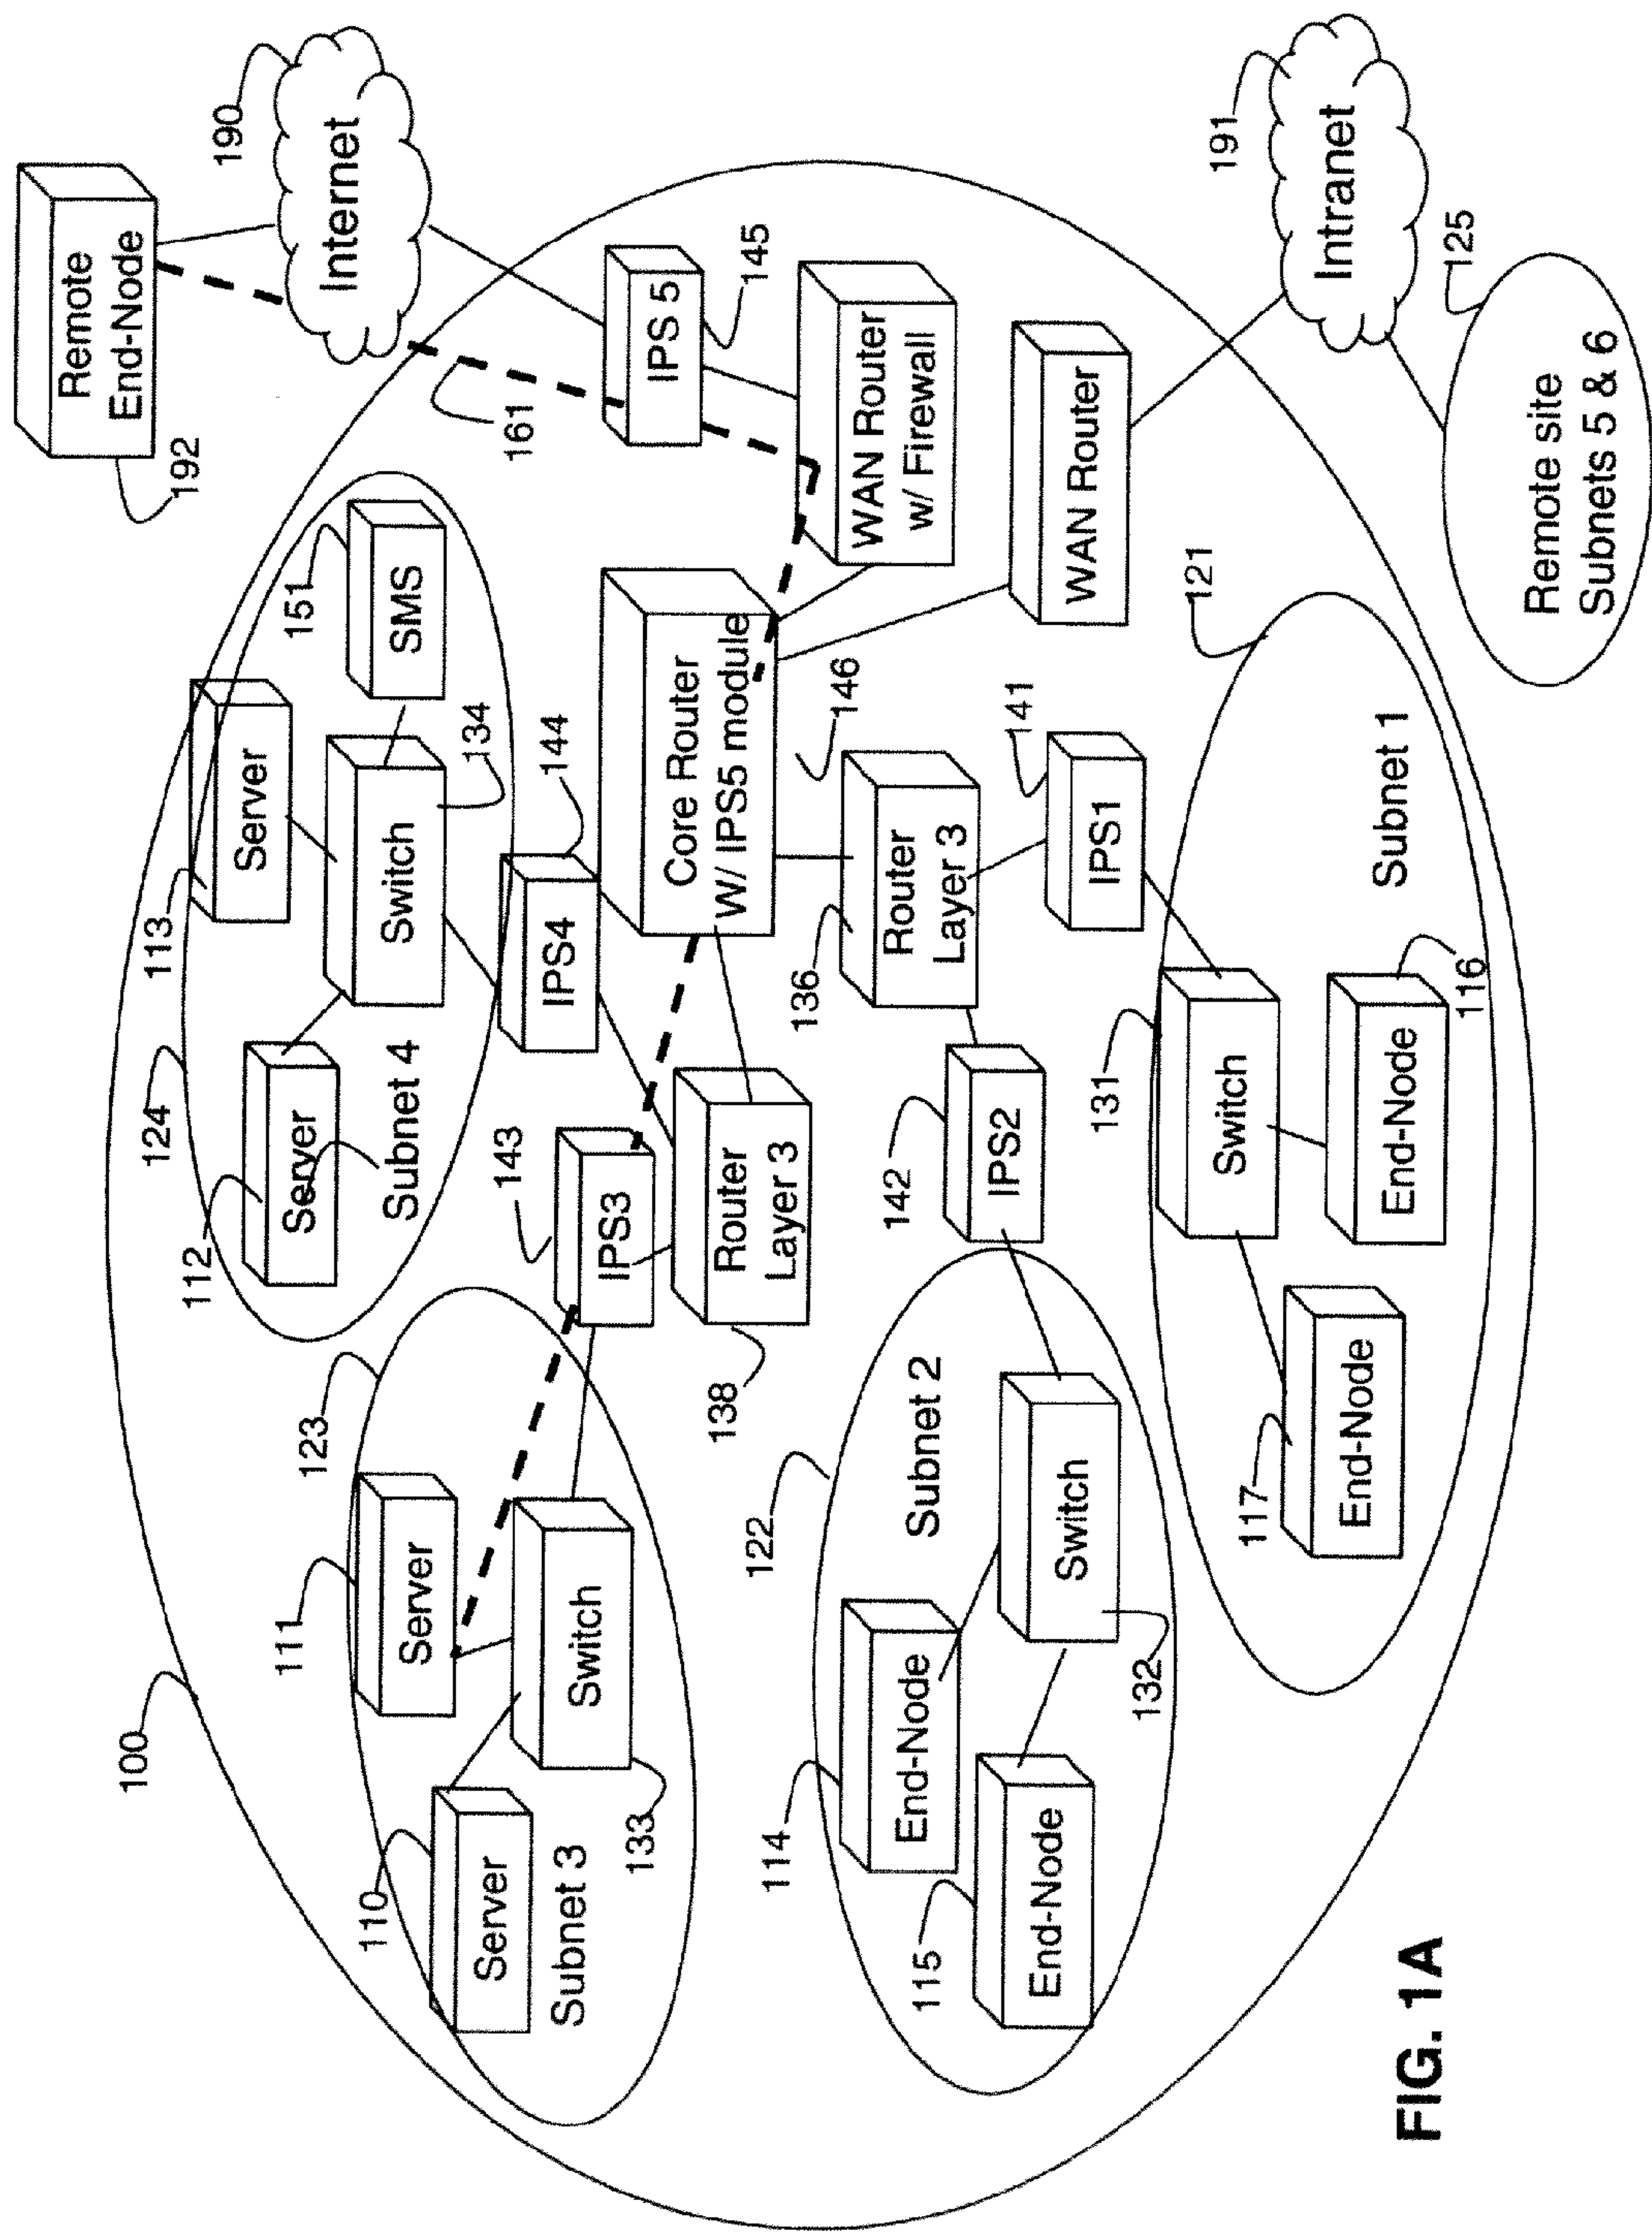 100
123
111
110
Server
Server
Switch
Subnet 3
133
124
112
113
Server
Server
Subnet 4
Switch
134
151
SMS
192
Remote
End-Node
190
Internet
161
143
IPS3
IPS4
144
138
Router
Layer 3
Core Router
W/ IPS5 module
146
IPS 5
145
WAN Router
w/ Firewall
WAN Router
122
Subnet 2
114
End-Node
115
End-Node
Switch
132
142
IPS2
136
Router
Layer 3
141
IPS1
131
Switch
117
End-Node
End-Node
116
Subnet 1
121
191
Intranet
125
Remote site
Subnets 5 & 6
FIG. 1A